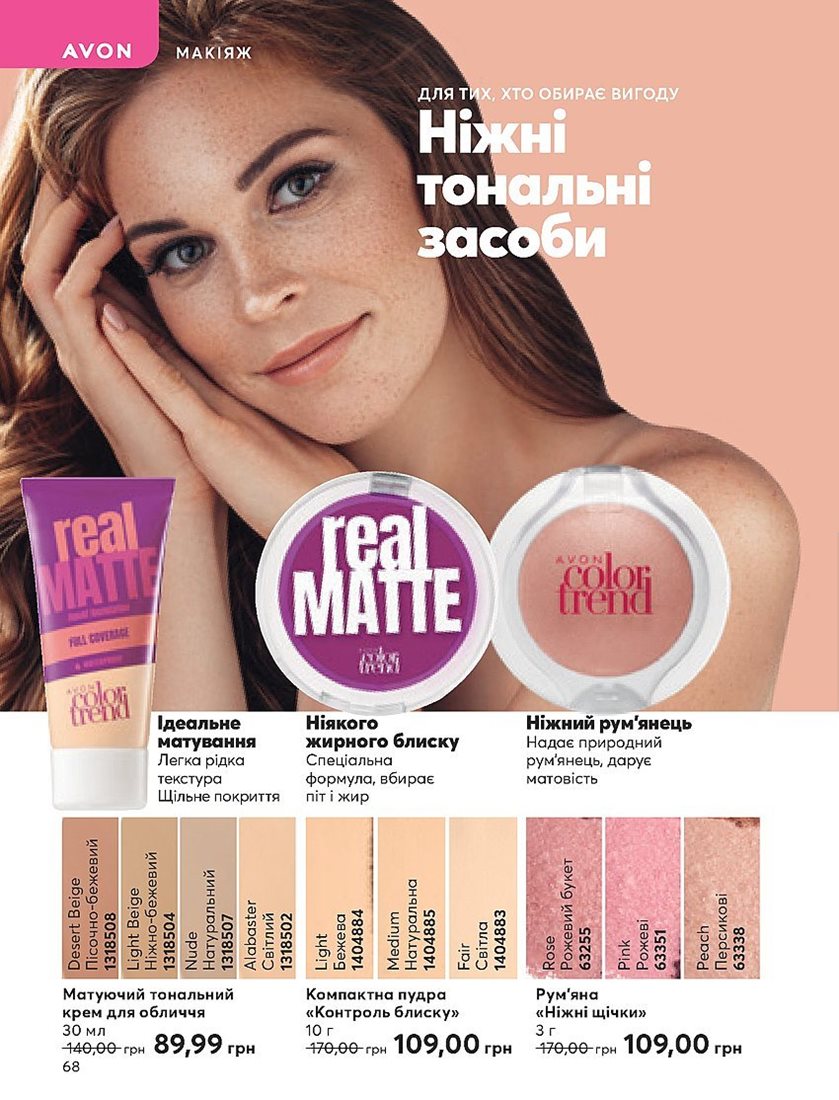 AVON
МАКІЯЖ
ДЛЯ ТИХ, ХТО ОБИРАЄ ВИГОДУ
Ніжні
тональні
засоби
real
MATTE
FULL COVERAGE
AVON
color
trend
real
MATTE
color
trend
AVON
color
trend
Ідеальне
матування
Легка рідка
текстура
Щільне покриття
Ніякого
жирного блиску
Спеціальна
формула, вбирає
піт і жир
Ніжний рум'янець
Надає природний
рум'янець, дарує
матовість
Desert Beige
Пісочно-бежевий
1318508
Light Beige
Ніжно-бежевий
1318504
Nude
Натуральний
1318507
Alabaster
Світлий
1318502
Light
Бежева
1404884
Medium
Натуральна
1404885
Fair
Світла
1404883
Rose
Рожевий букет
63255
Pink
Рожеві
63351
Peach
Персикові
63338
Матуючий тональний
крем для обличчя
30 мл
140,00 грн 89,99 грн
Компактна пудра
«Контроль блиску»
10 г
170,00 грн 109,00 грн
Рум'яна
«Ніжні щічки»
3 г
170,00 грн 109,00 грн
68